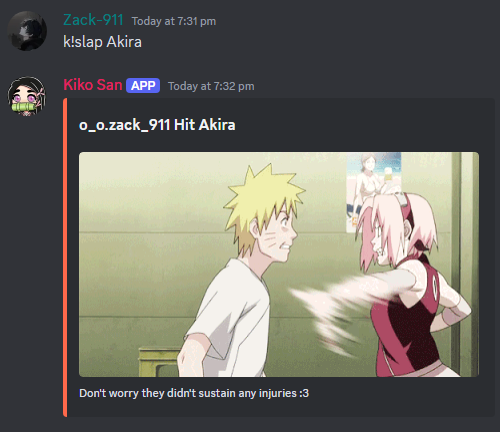 Zack-911 Today at 7:31 pm
k!slap Akira
Kiko San APP Today at 7:32 pm
o_o.zack_911 Hit Akira
Don't worry they didn't sustain any injuries :3